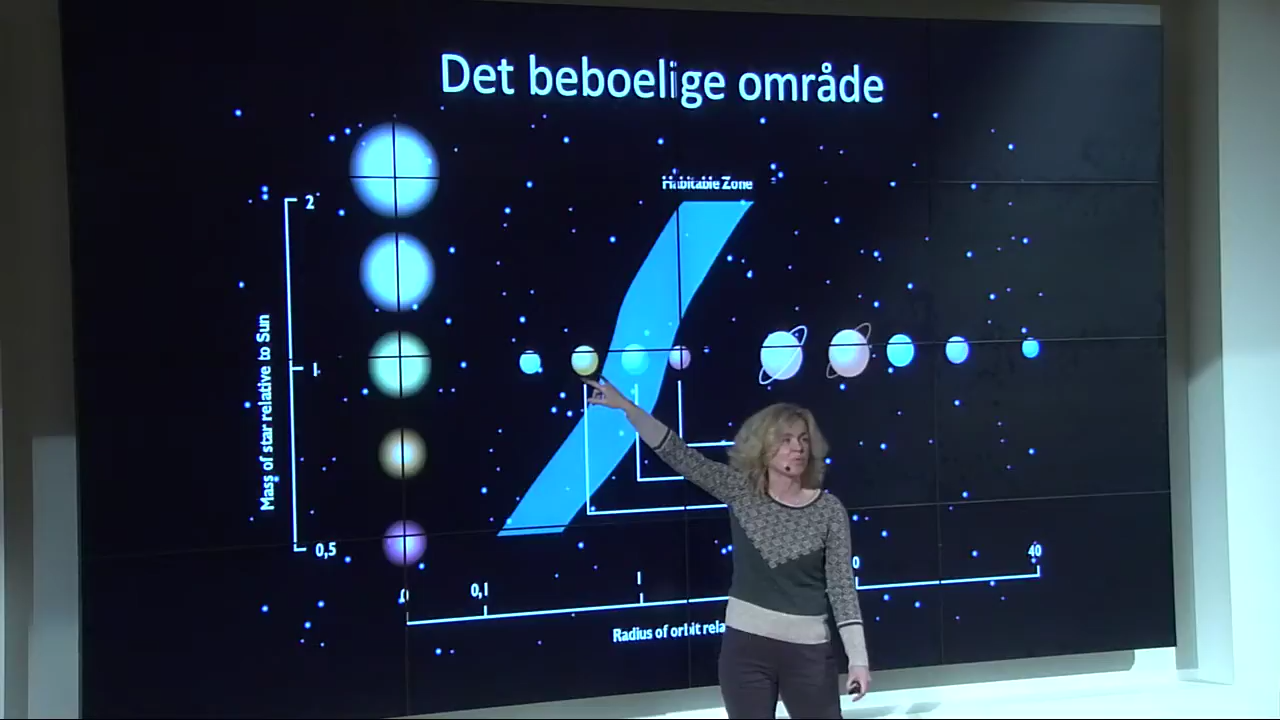 Det beboelige område
Habitable Zone
2
Mass of star relative to Sun
1
0,5
0
0,1
1
0
40
Radius of orbit rela